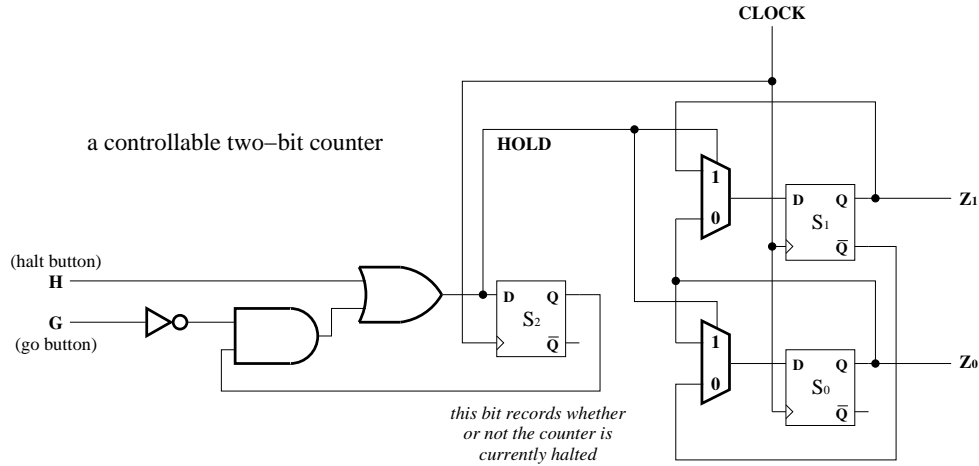 CLOCK
a controllable two−bit counter
HOLD
1
0
D Q
S1
Q
Z1
(halt button)
H
G
(go button)
D Q
S2
Q
1
0
D Q
S0
Q
Z0
this bit records whether
or not the counter is
currently halted